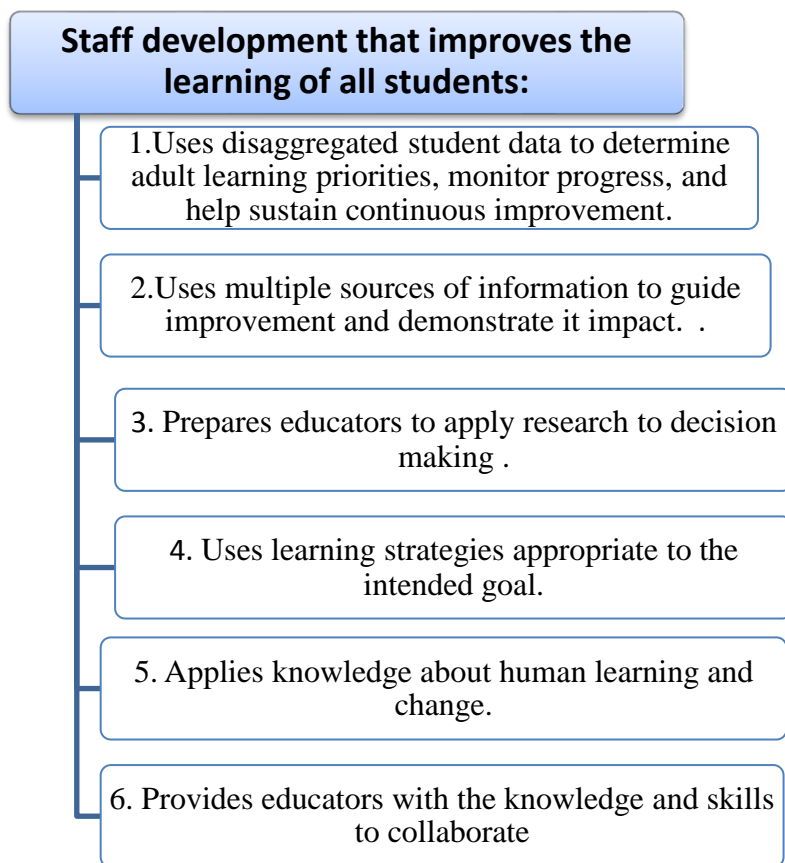 Staff development that improves the
learning of all students:
1.Uses disaggregated student data to determine
adult learning priorities, monitor progress, and
help sustain continuous improvement.
2.Uses multiple sources of information to guide
improvement and demonstrate it impact. .
3. Prepares educators to apply research to decision
making .
4. Uses learning strategies appropriate to the
intended goal.
5. Applies knowledge about human learning and
change.
6. Provides educators with the knowledge and skills
to collaborate